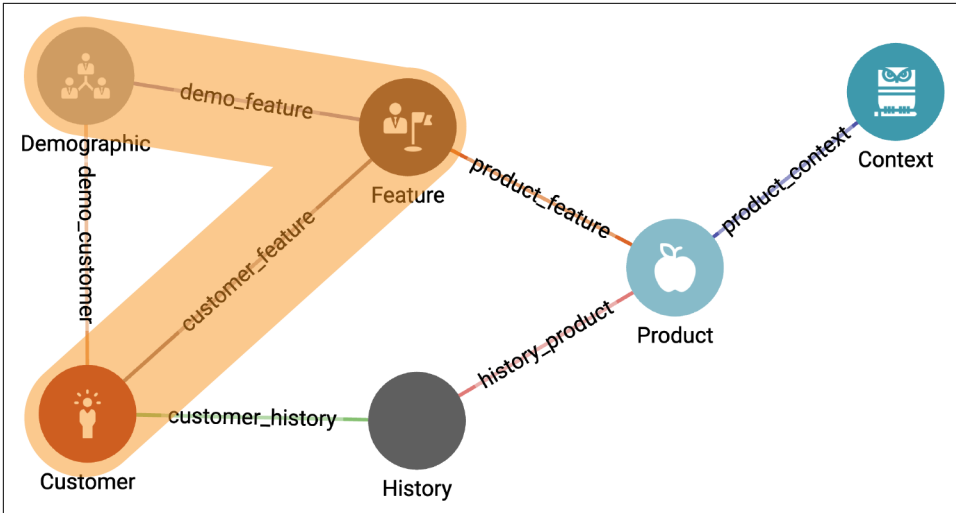 demo_feature
Demographic
Context
product_context
Feature
product_feature
demo_customer
customer_feature
Product
history_product
customer_history
Customer
History